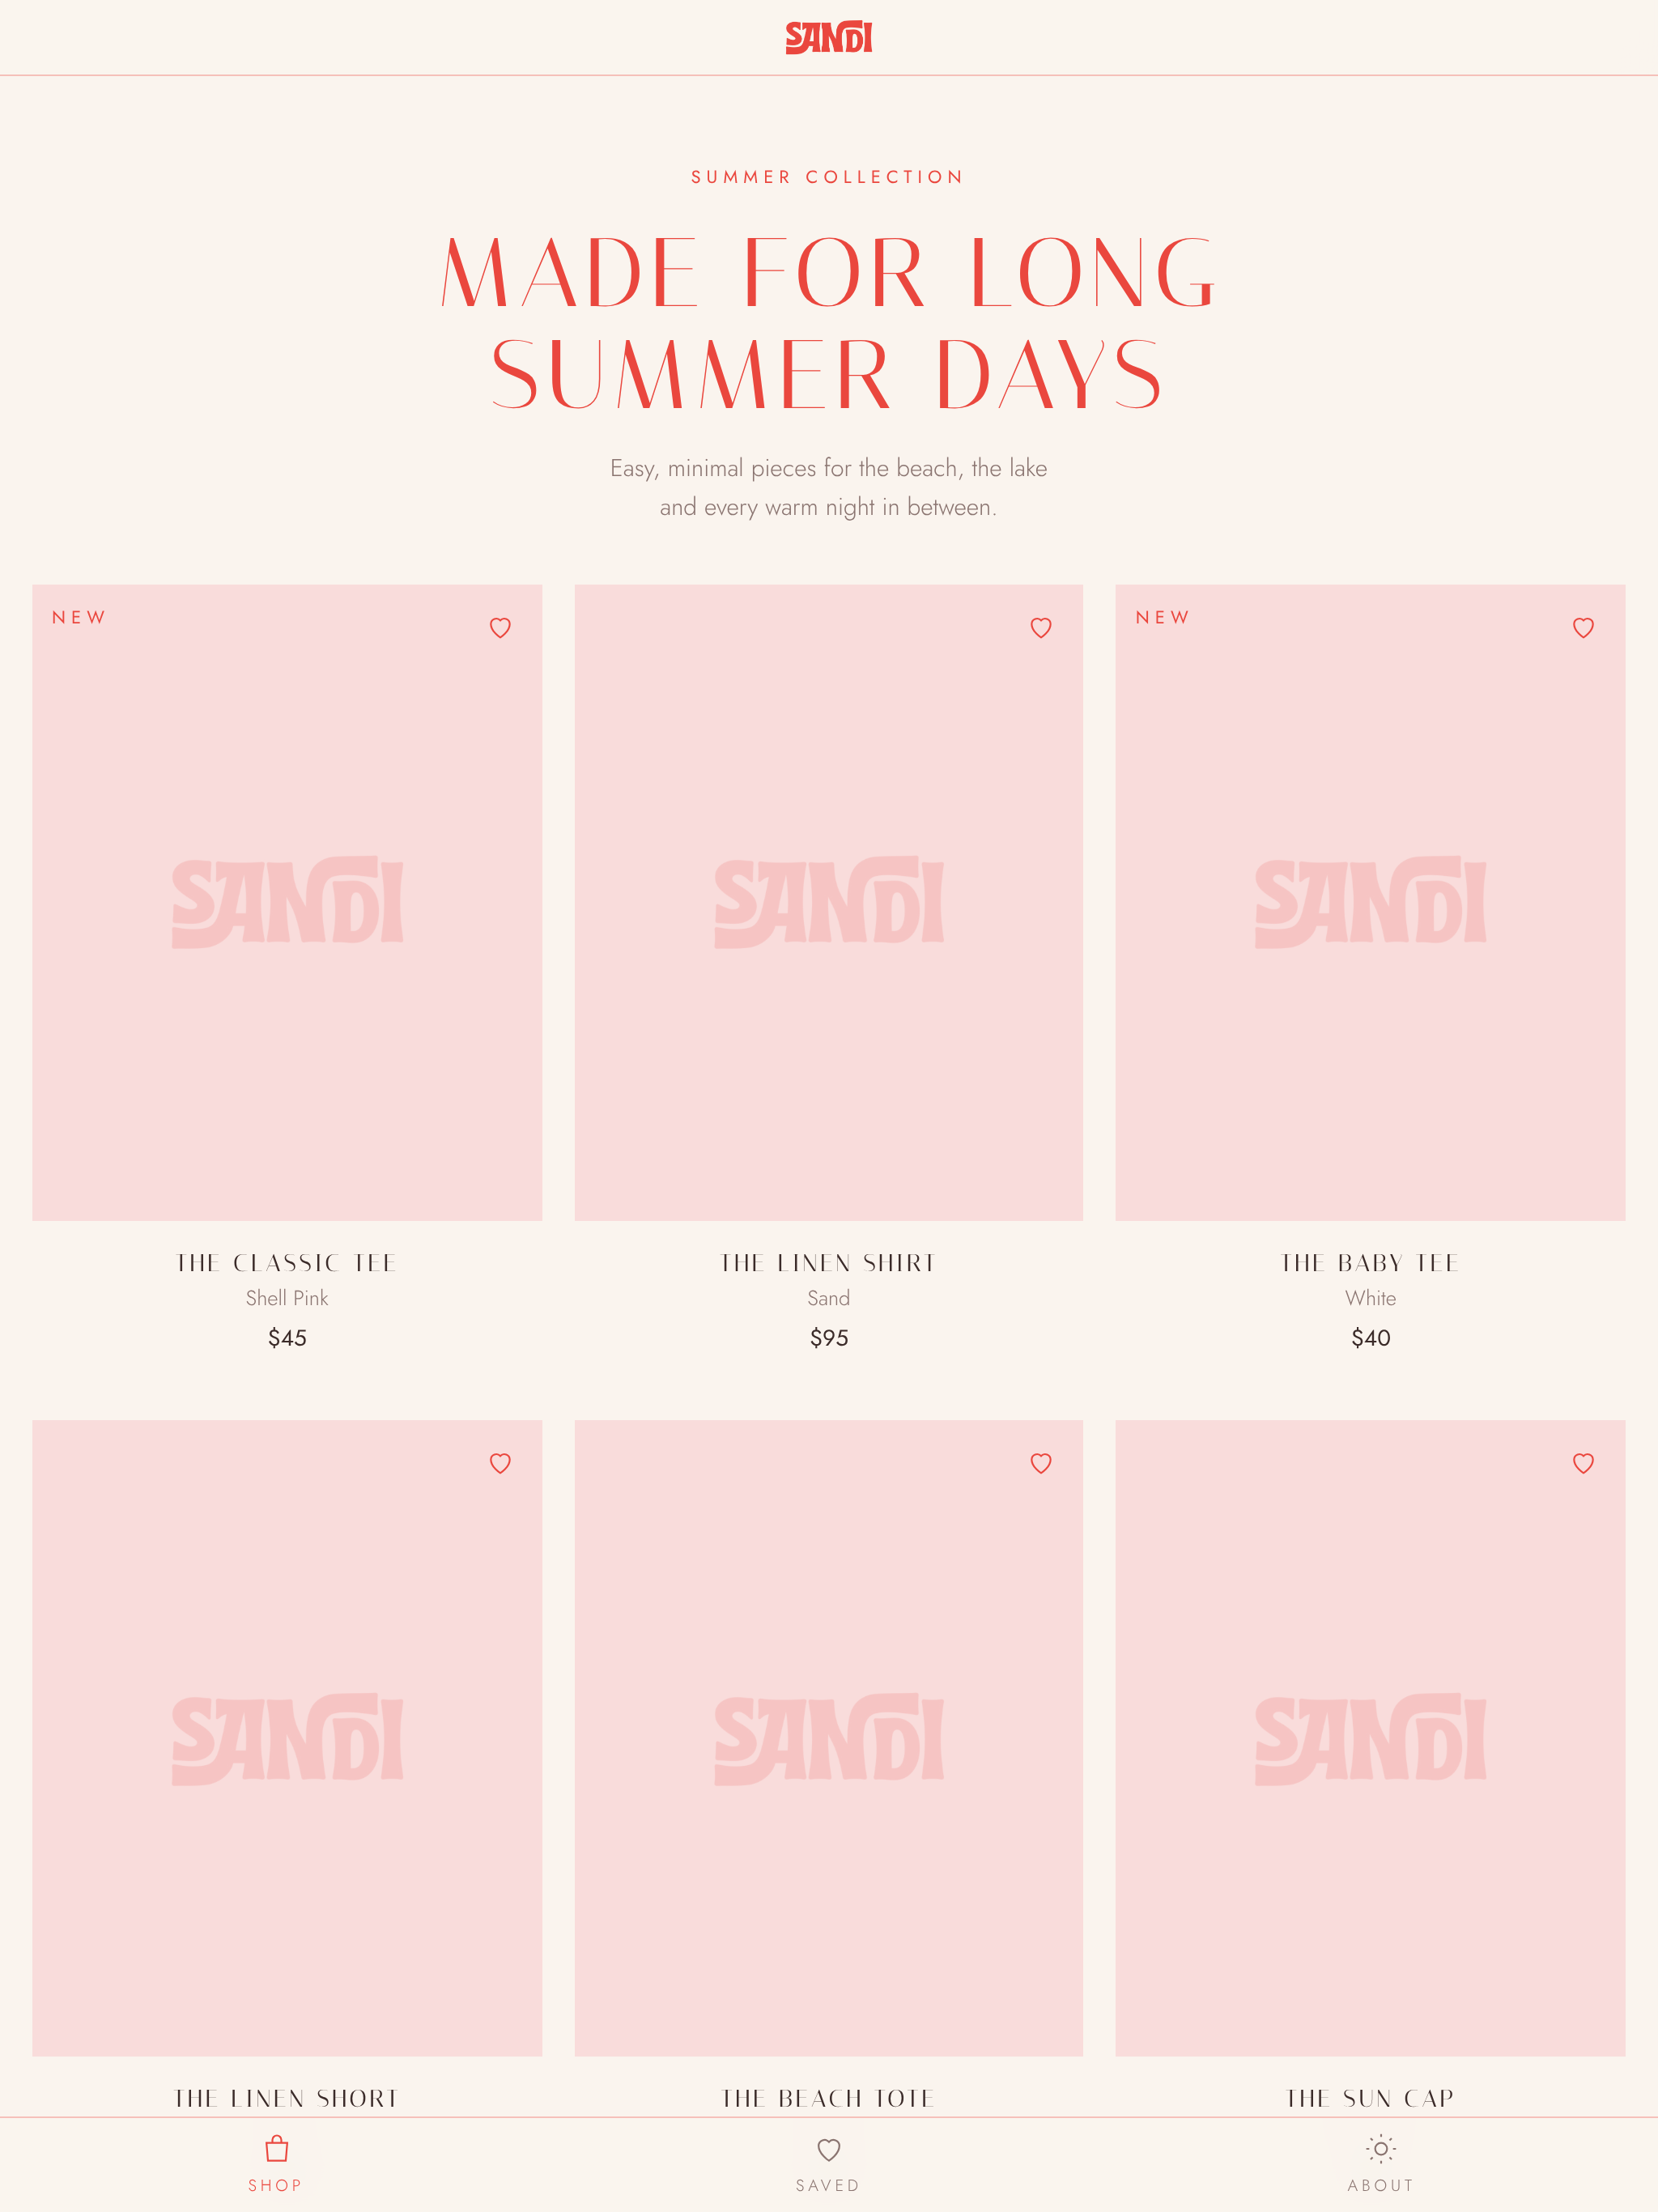 SANDI
SUMMER COLLECTION
MADE FOR LONG
SUMMER DAYS
Easy, minimal pieces for the beach, the lake
and every warm night in between.
NEW
NEW
SANDI
SANDI
SANDI
THE CLASSIC TEE
Shell Pink
$45
THE LINEN SHIRT
Sand
$95
THE BABY TEE
White
$40
SANDI
SANDI
SANDI
THE LINEN SHORT
THE BEACH TOTE
THE SUN CAP
SHOP
SAVED
ABOUT